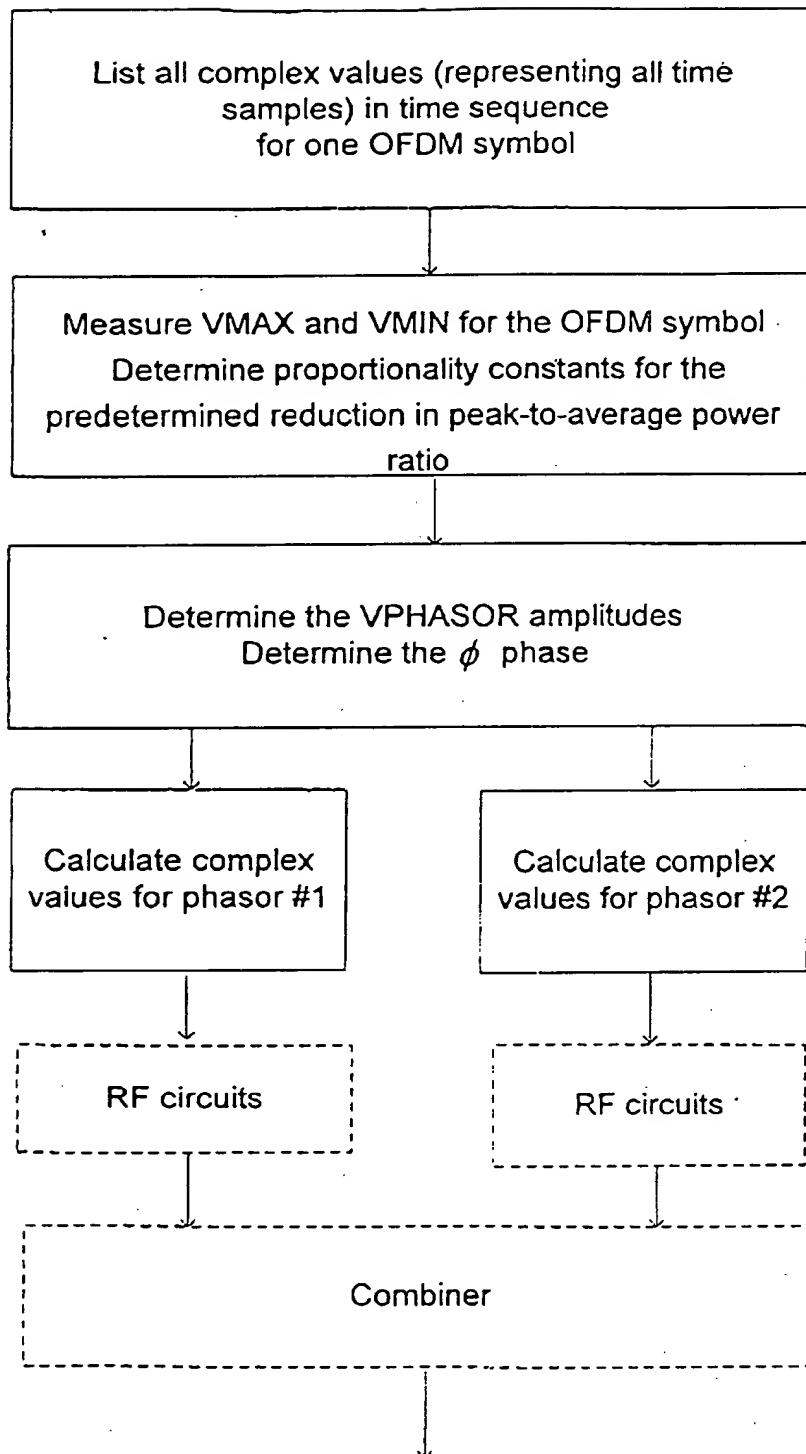 List all complex values (representing all time
samples) in time sequence
for one OFDM symbol
Measure VMAX and VMIN for the OFDM symbol
Determine proportionality constants for the
predetermined reduction in peak-to-average power
ratio
Determine the VPHASOR amplitudes
Determine the ϕ phase
Calculate complex
values for phasor #1
Calculate complex
values for phasor #2
RF circuits
RF circuits
Combiner